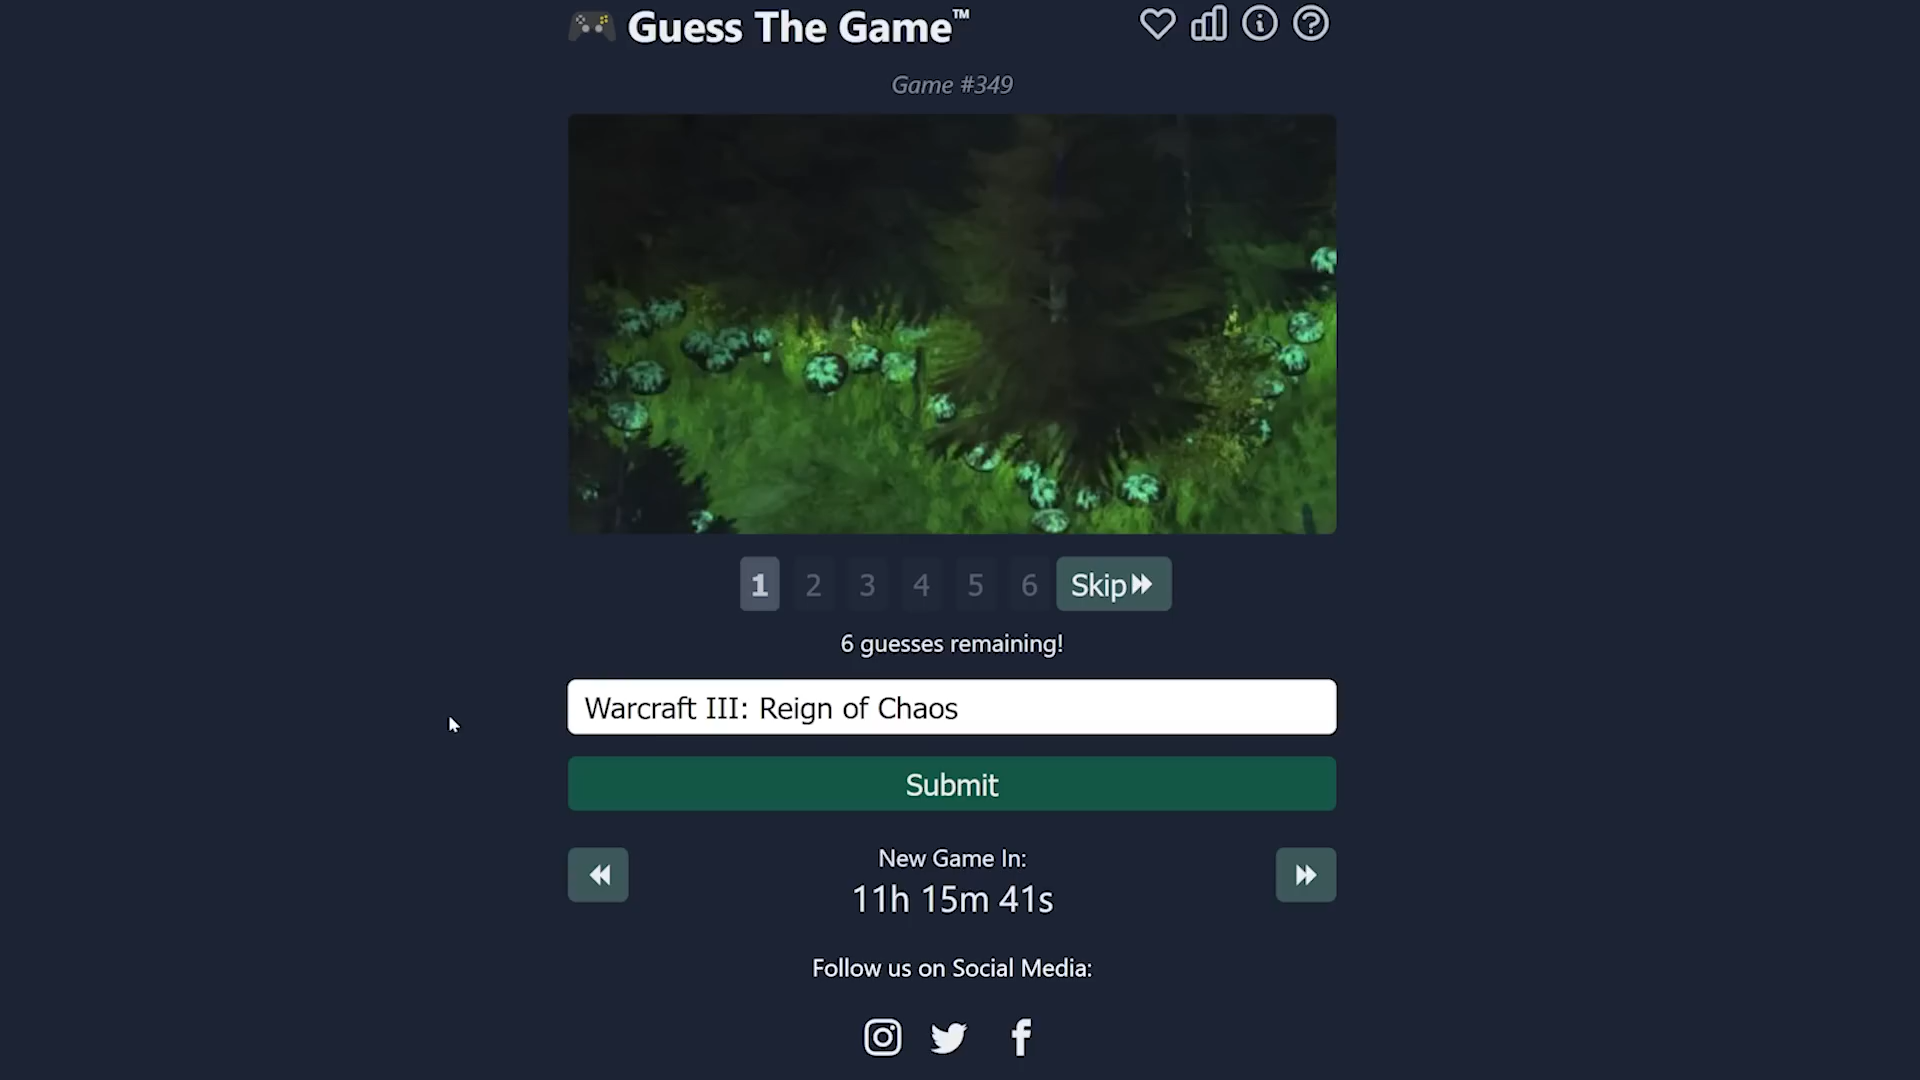 Guess The Game™
Game #349
1 2 3 4 5 6 Skip
6 guesses remaining!
Warcraft III: Reign of Chaos
Submit
New Game In:
11h 15m 41s
Follow us on Social Media: